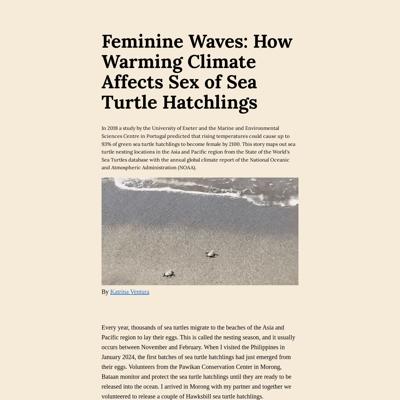 Feminine Waves: How
Warming Climate
Affects Sex of Sea
Turtle Hatchlings
In 2018 a study by the University of Exeter and the Marine and Environmental
Sciences Centre in Portugal predicted that rising temperatures could cause up to
93% of green sea turtle hatchlings to become female by 2100. This story maps out sea
turtle nesting locations in the Asia and Pacific region from the State of the World's
Sea Turtles database with the annual global climate report of the National Oceanic
and Atmospheric Administration (NOAA).
By Katrina Ventura
Every year, thousands of sea turtles migrate to the beaches of the Asia and
Pacific region to lay their eggs. This is called the nesting season, and it usually
occurs between November and February. When I visited the Philippines in
January 2024, the first batches of sea turtle hatchlings had just emerged from
their eggs. Volunteers from the Pawikan Conservation Center in Morong,
Bataan monitor and protect the sea turtle hatchlings until they are ready to be
released into the ocean. I arrived in Morong with my partner and together we
volunteered to release a couple of Hawksbill sea turtle hatchlings.